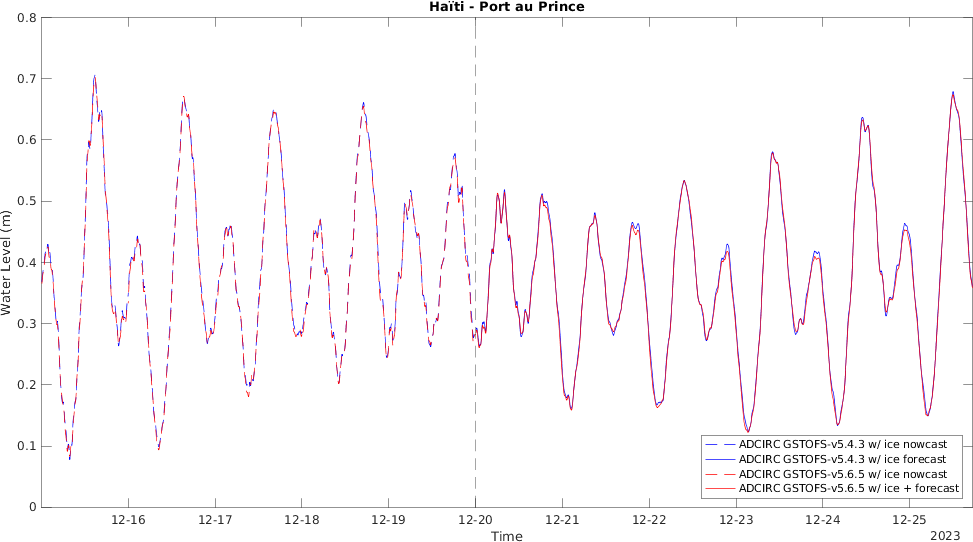 Haïti - Port au Prince
0.8
0.7
0.6
0.5
0.4
0.3
0.2
0.1
0
Water Level (m)
12-16 12-17 12-18 12-19 12-20 12-21 12-22 12-23 12-24 12-25
Time
2023
ADCIRC GSTOFS-v5.4.3 w/ ice nowcast
ADCIRC GSTOFS-v5.4.3 w/ ice forecast
ADCIRC GSTOFS-v5.6.5 w/ ice nowcast
ADCIRC GSTOFS-v5.6.5 w/ ice + forecast